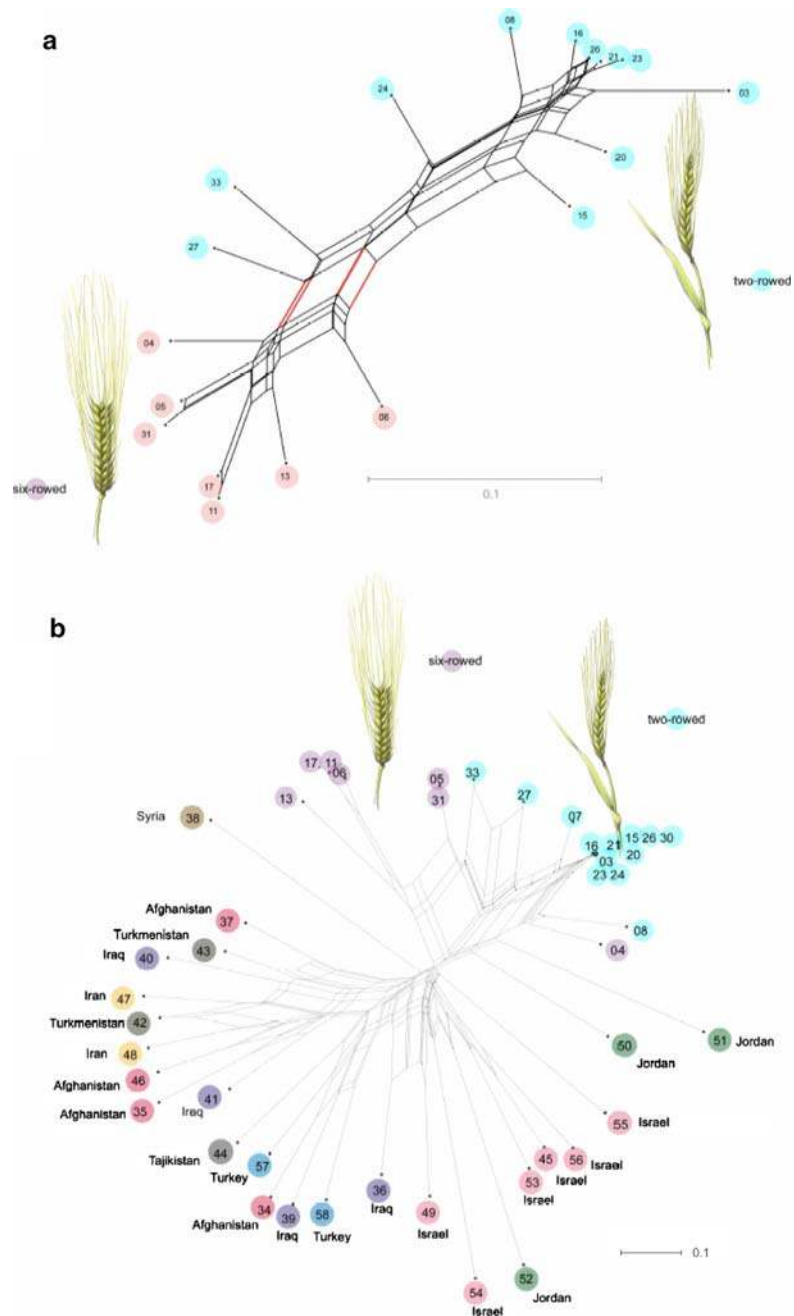 a
08
16
26
21
23
24
03
20
33
15
27
two-rowed
04
05
06
31
13
17
six-rowed
11
0.1
b
six-rowed
two-rowed
17
11
06
05
33
13
31
27
Syria
38
07
16
21
15
26
30
03
20
23
24
Afghanistan
37
Turkmenistan
43
08
Iraq
40
04
Iran
47
Turkmenistan
42
51
Jordan
50
Iran
48
Jordan
Afghanistan
46
Afghanistan
35
Iraq
41
55
Israel
Tajikistan
44
Turkey
57
45
56
Israel
Israel
53
Israel
36
Iraq
34
39
58
49
Afghanistan
Iraq
Turkey
Israel
0.1
54
52
Jordan
Israel